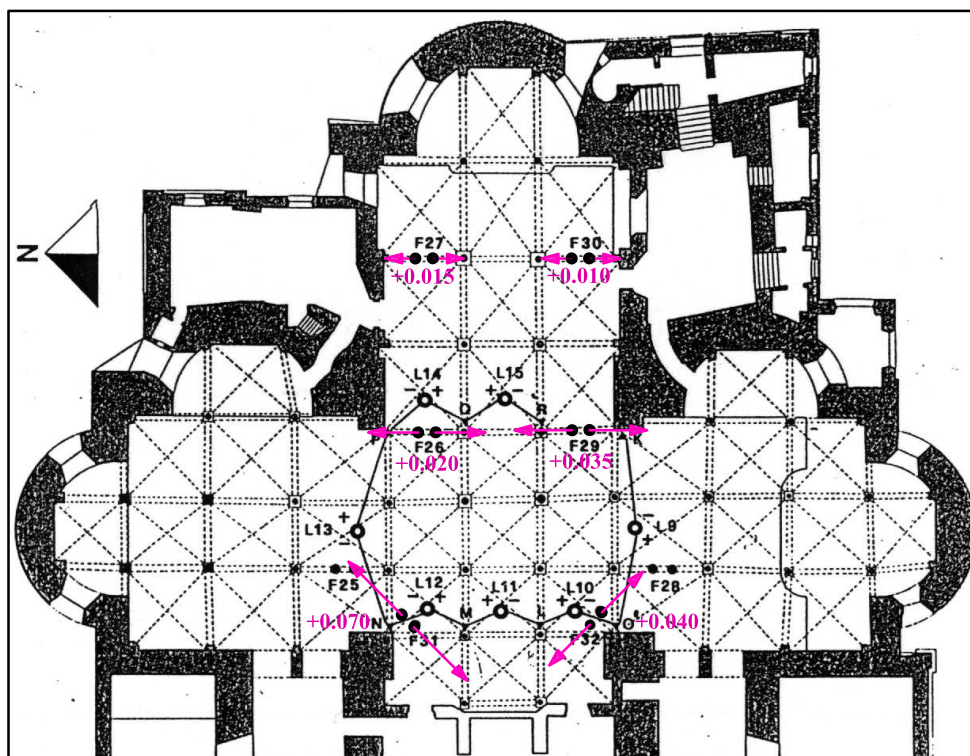 N
F27
F30
+0.015
+0.010
L14
L15
− +
+ −
Q
R
F26
F29
+0.020
+0.035
L13
+
−
−
L9
+
F25
F28
L12
L11
L10
− +
+ −
+ −
+0.070
N
M
L
O
+0.040
F31
F32